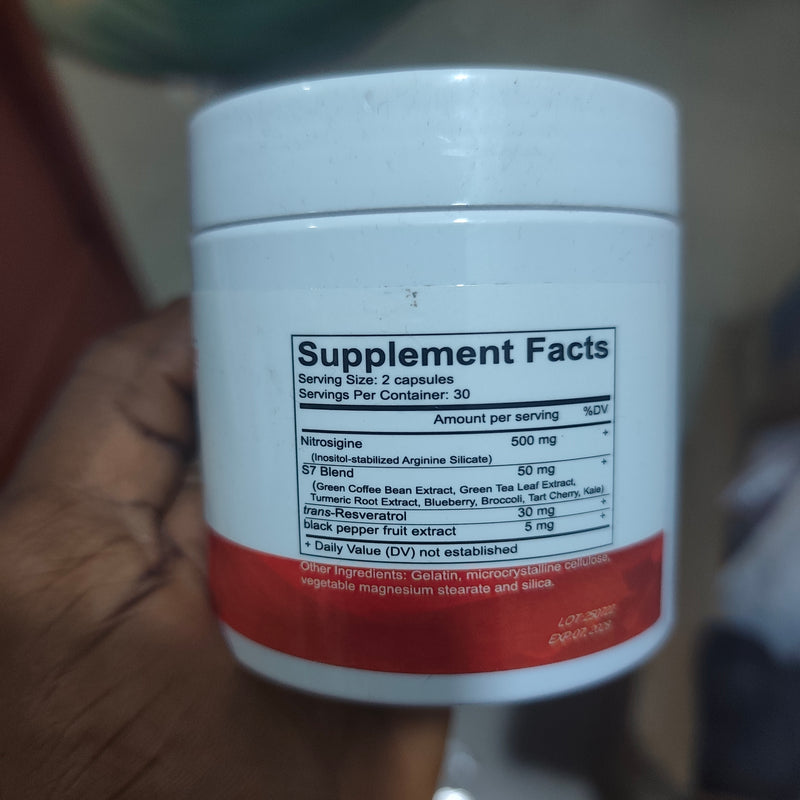 Supplement Facts
Serving Size: 2 capsules
Servings Per Container: 30
Amount per serving %DV
Nitrosigine 500 mg +
(Inositol-stabilized Arginine Silicate)
S7 Blend 50 mg +
(Green Coffee Bean Extract, Green Tea Leaf Extract,
Turmeric Root Extract, Blueberry, Broccoli, Tart Cherry, Kale)
trans-Resveratrol 30 mg +
black pepper fruit extract 5 mg +
+ Daily Value (DV) not established
Other Ingredients: Gelatin, microcrystalline cellulose,
vegetable magnesium stearate and silica.
LOT
EXP.07,